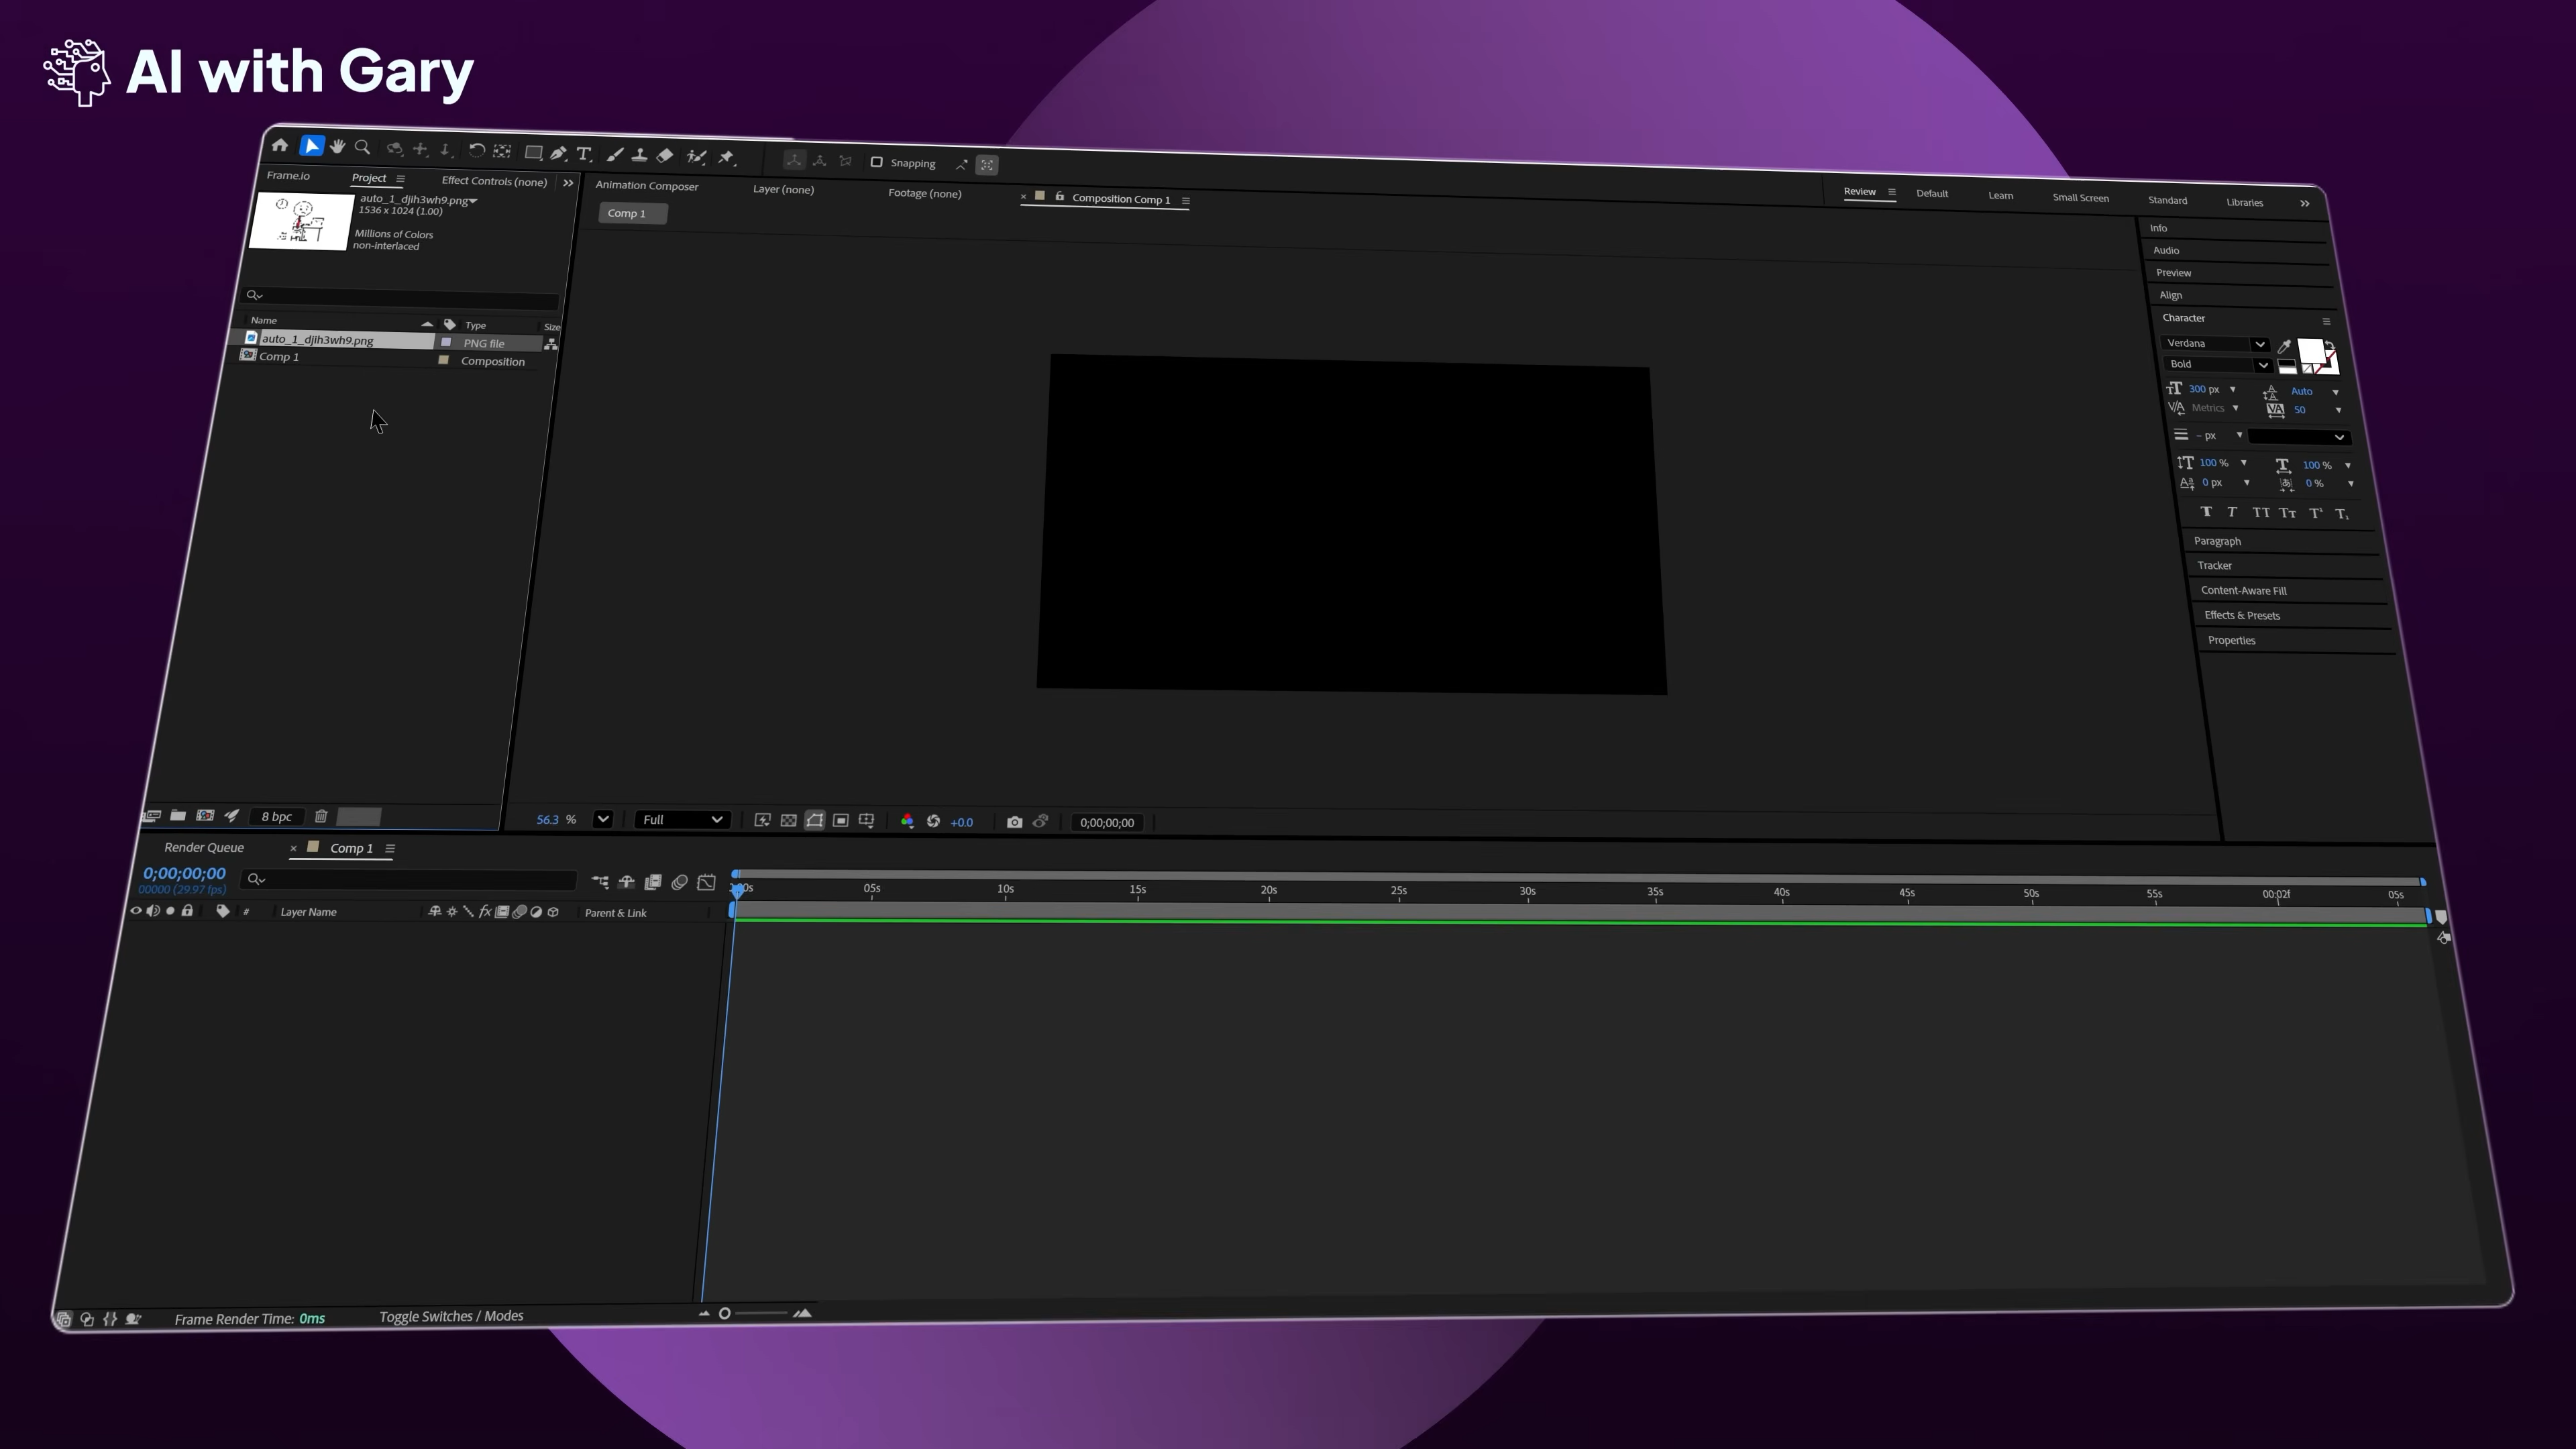 AI with Gary
Snapping
Frame.io
Project
Effect Controls (none)
Animation Composer
Layer (none)
Footage (none)
Composition Comp 1
Review
Default
Learn
Small Screen
Standard
Libraries
auto_1_djih3wh9.png
1536 x 1024 (1.00)
Millions of Colors
non-interlaced
Comp 1
Name
Type
Size
auto_1_djih3wh9.png
PNG file
Comp 1
Composition
Info
Audio
Preview
Align
Character
Verdana
Bold
300 px
Auto
Metrics
50
– px
100 %
100 %
0 px
0 %
Paragraph
Tracker
Content-Aware Fill
Effects & Presets
Properties
8 bpc
56.3 %
Full
+0.0
0;00;00;00
Render Queue
Comp 1
0;00;00;00
00000 (29.97 fps)
05s
10s
15s
20s
25s
30s
35s
40s
45s
50s
55s
00:02f
05s
#
Layer Name
Parent & Link
Frame Render Time: 0ms
Toggle Switches / Modes